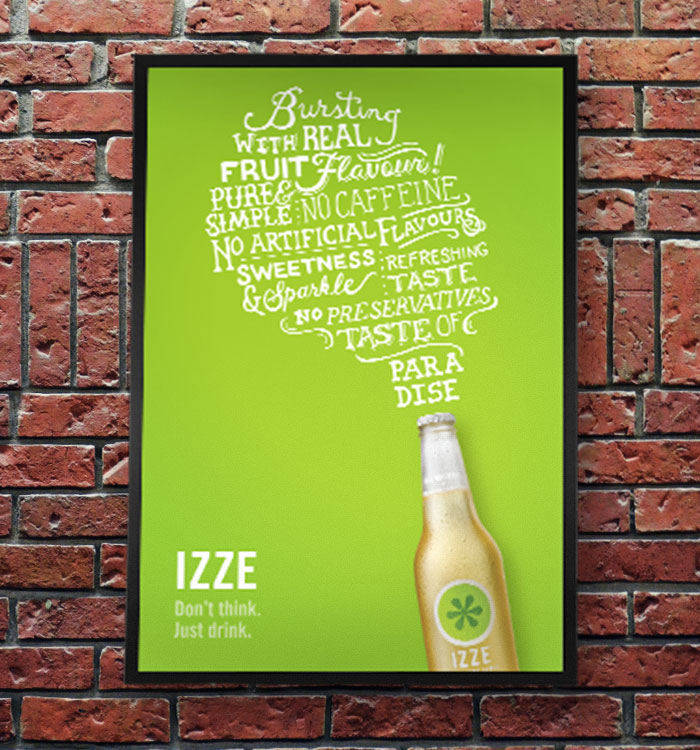 Bursting
WITH REAL
FRUIT Flavour!
PURE &
SIMPLE NO CAFFEINE
NO ARTIFICIAL FLAVOURS
SWEETNESS REFRESHING
& Sparkle TASTE
NO PRESERVATIVES
TASTE OF
PARA
DISE
IZZE
Don't think.
Just drink.
IZZE